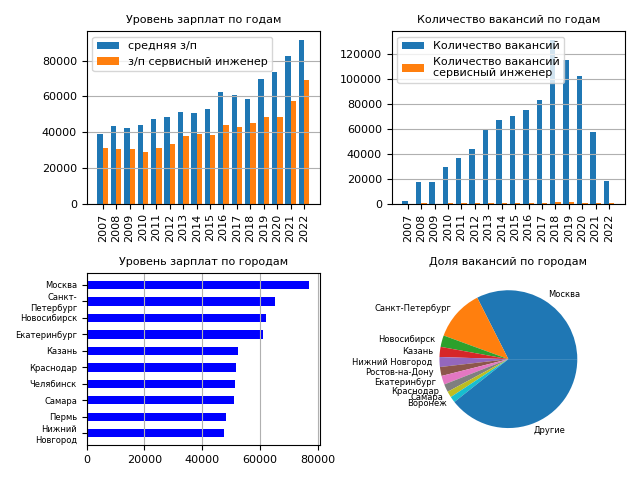 Уровень зарплат по годам
средняя з/п
з/п сервисный инженер
80000
60000
40000
20000
0
2007
2008
2009
2010
2011
2012
2013
2014
2015
2016
2017
2018
2019
2020
2021
2022
Количество вакансий по годам
Количество вакансий
Количество вакансий
сервисный инженер
120000
100000
80000
60000
40000
20000
0
2007
2008
2009
2010
2011
2012
2013
2014
2015
2016
2017
2018
2019
2020
2021
2022
Уровень зарплат по городам
Москва
Санкт-
Петербург
Новосибирск
Екатеринбург
Казань
Краснодар
Челябинск
Самара
Пермь
Нижний
Новгород
0
20000
40000
60000
80000
Доля вакансий по городам
Москва
Санкт-Петербург
Новосибирск
Казань
Нижний Новгород
Ростов-на-Дону
Екатеринбург
Краснодар
Самара
Воронеж
Другие